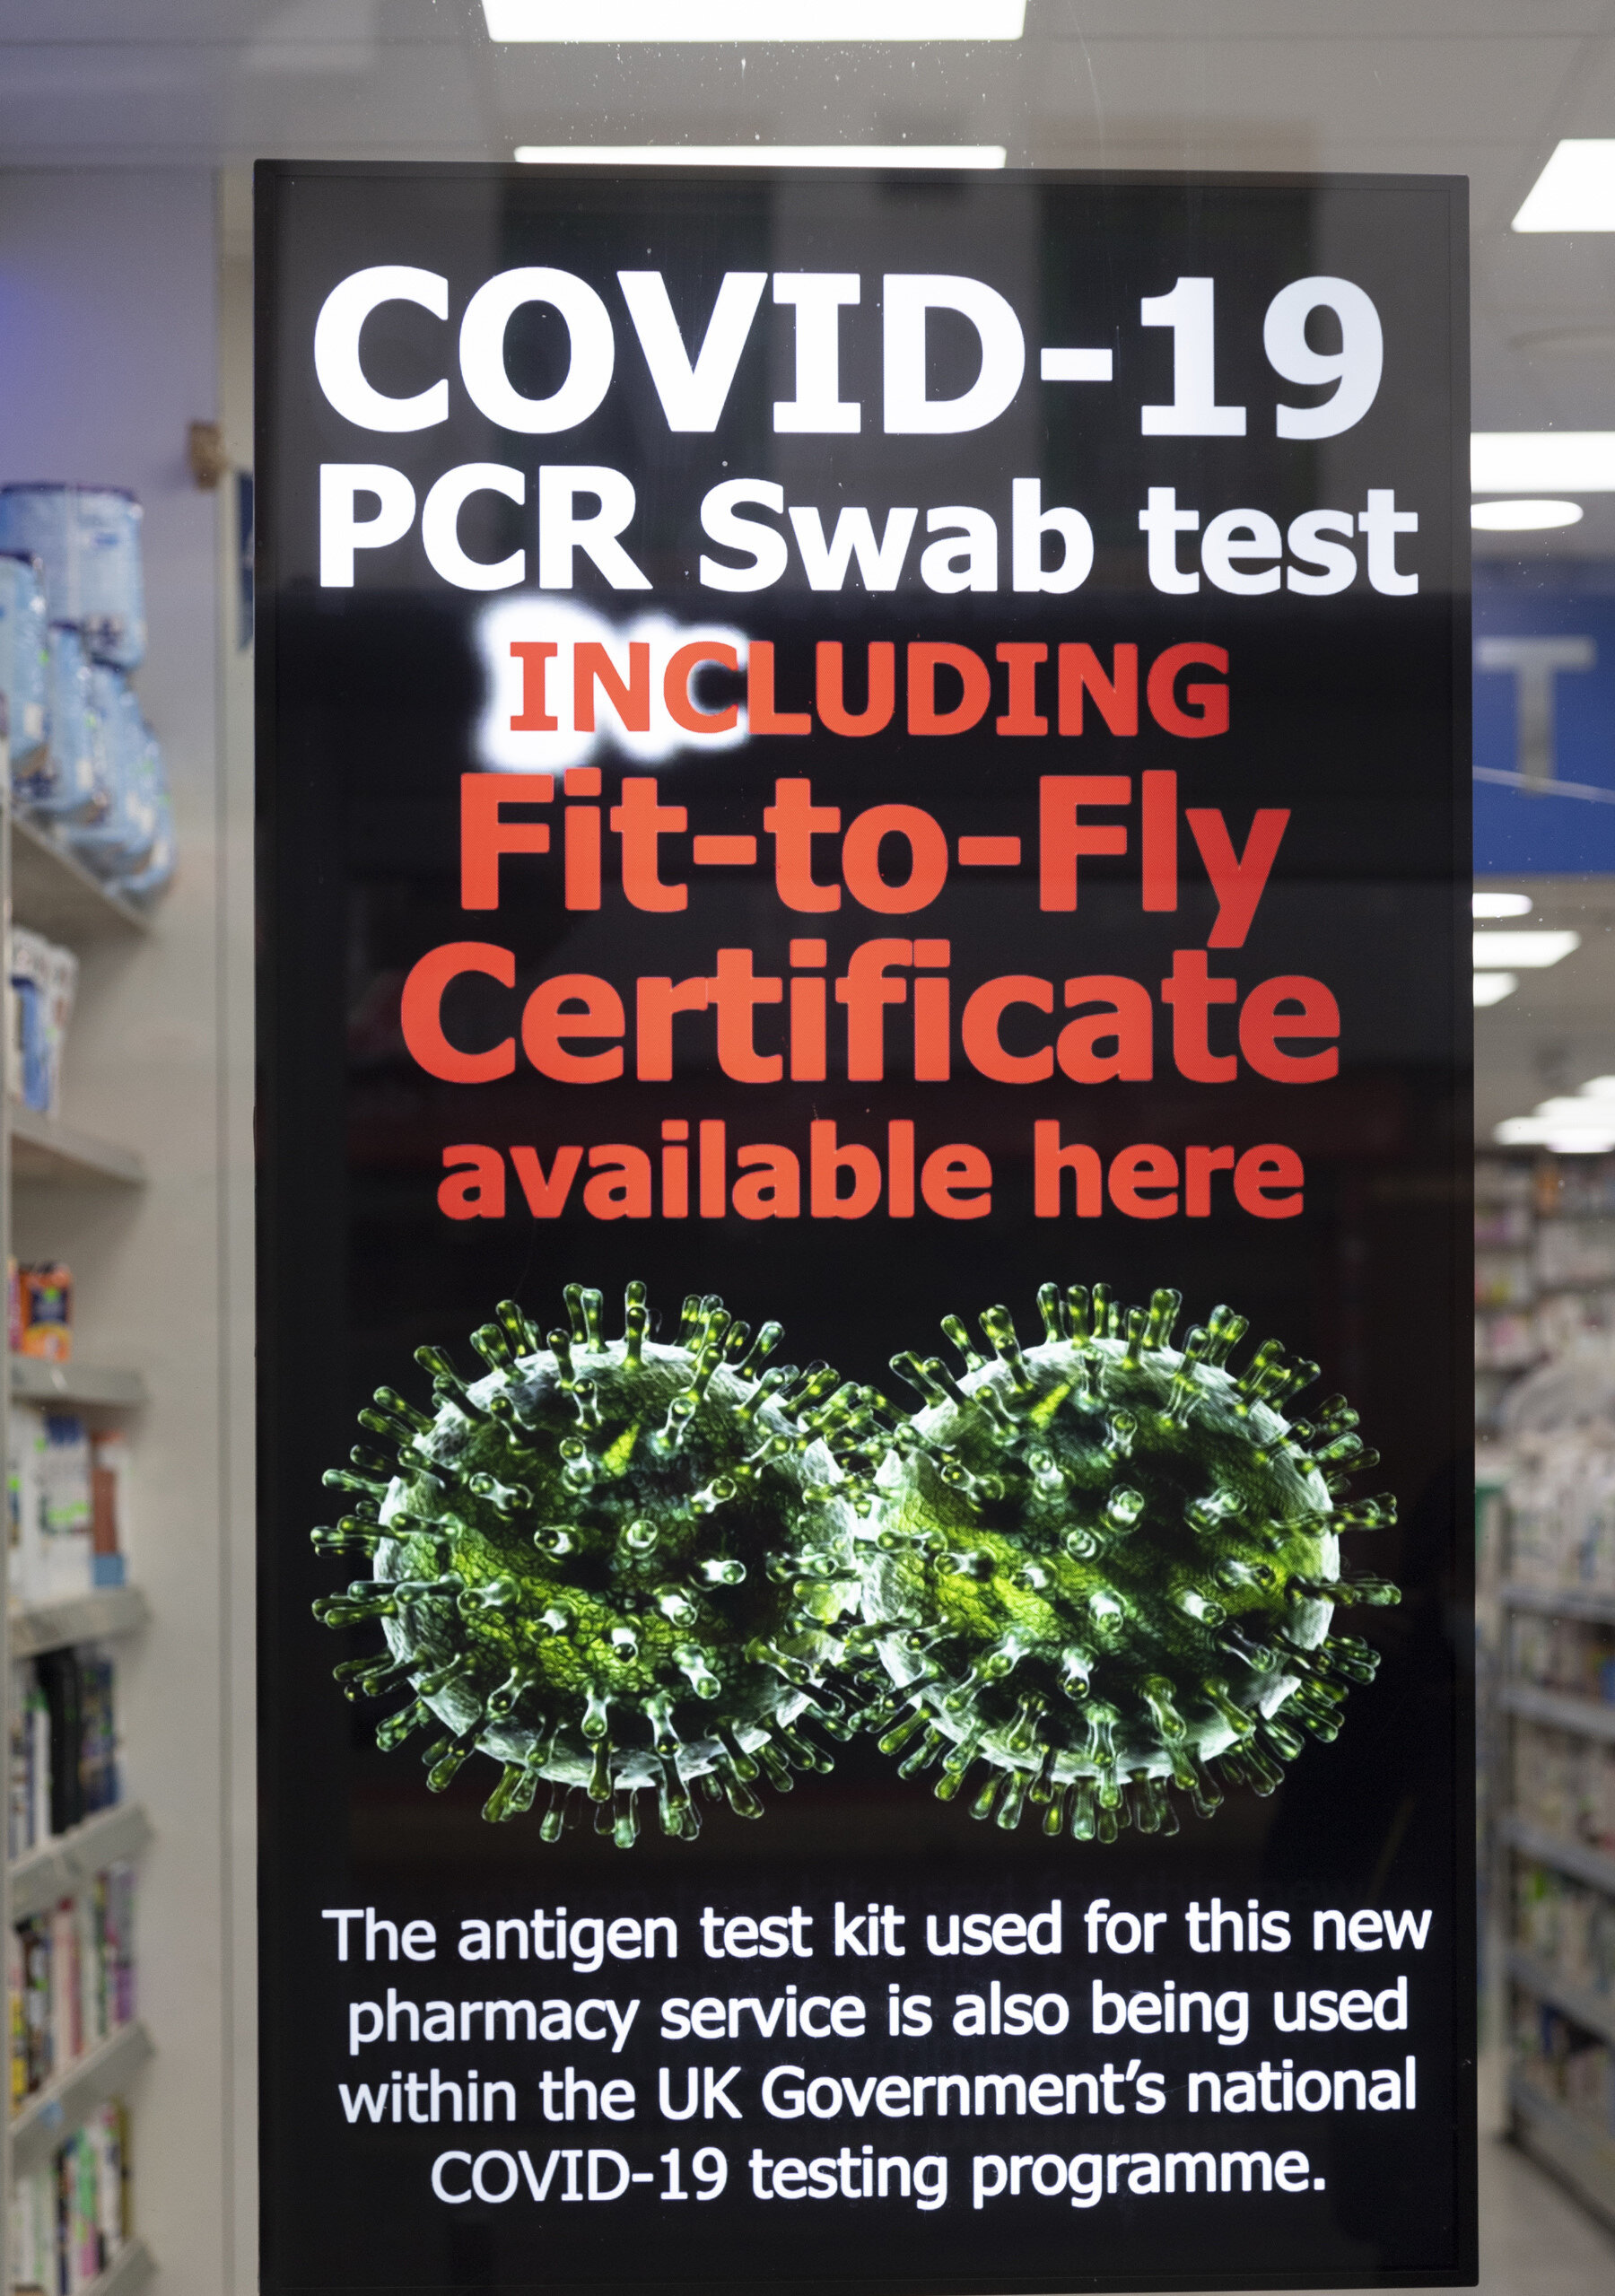 COVID-19
PCR Swab test
INCLUDING
Fit-to-Fly
Certificate
available here
The antigen test kit used for this new
pharmacy service is also being used
within the UK Government's national
COVID-19 testing programme.
T